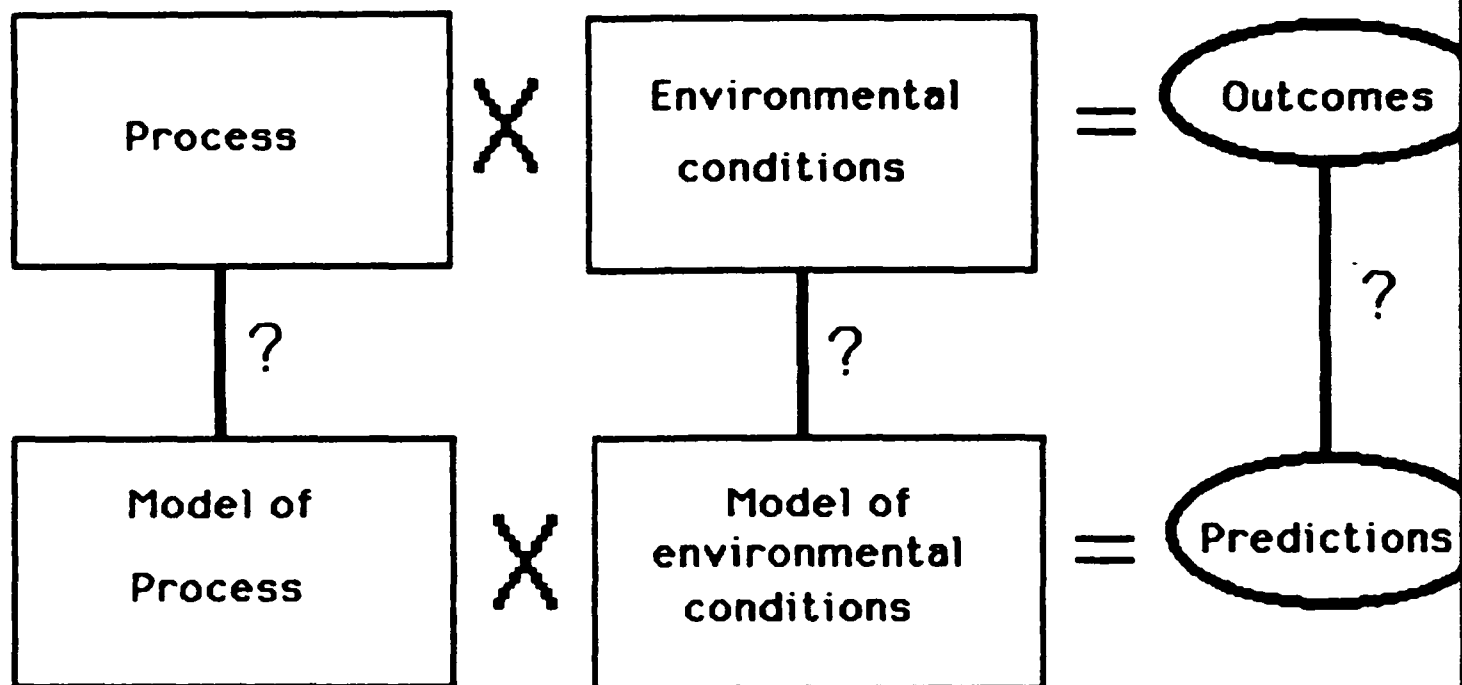 Process
X
Environmental
conditions
=
Outcomes
?
?
?
Model of
Process
X
Model of
environmental
conditions
=
Predictions